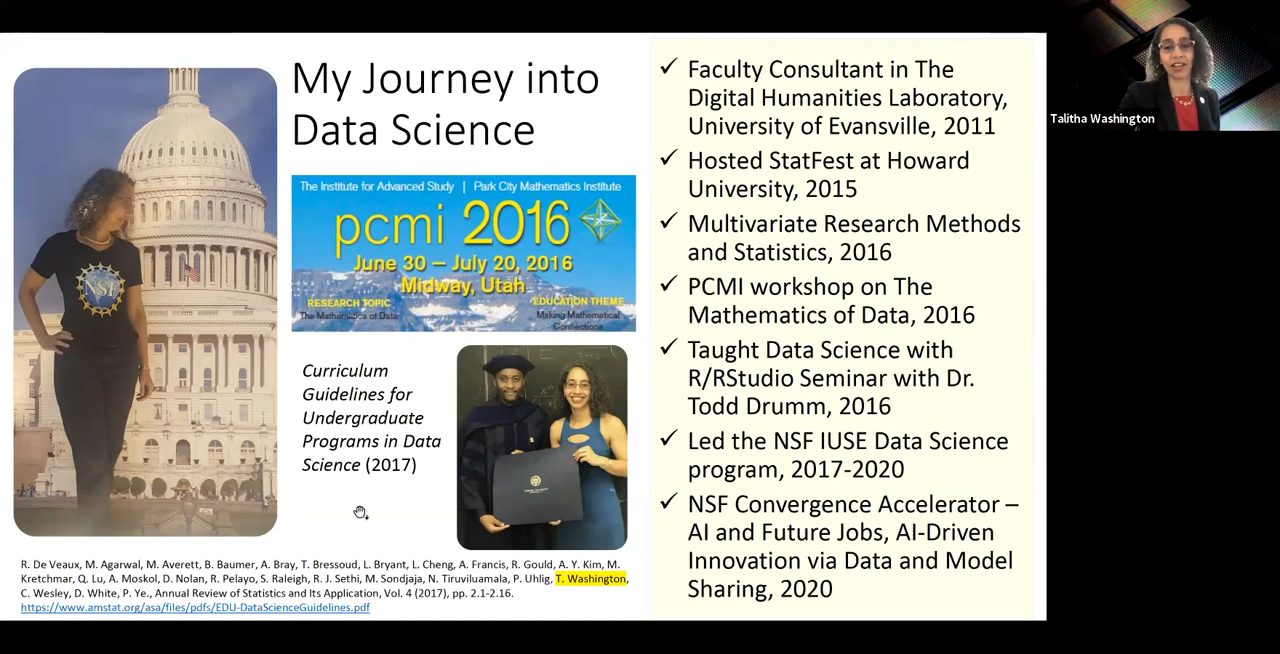 My Journey into
Data Science
NSF
The Institute for Advanced Study | Park City Mathematics Institute
pcmi 2016
June 30 – July 20, 2016
Midway, Utah
RESEARCH TOPIC
The Mathematics of Data
EDUCATION THEME
Making Mathematical
Connections
Curriculum
Guidelines for
Undergraduate
Programs in Data
Science (2017)
R. De Veaux, M. Agarwal, M. Averett, B. Baumer, A. Bray, T. Bressoud, L. Bryant, L. Cheng, A. Francis, R. Gould, A. Y. Kim, M.
Kretchmar, Q. Lu, A. Moskol, D. Nolan, R. Pelayo, S. Raleigh, R. J. Sethi, M. Sondjaja, N. Tiruviluamala, P. Uhlig, T. Washington,
C. Wesley, D. White, P. Ye., Annual Review of Statistics and Its Application, Vol. 4 (2017), pp. 2.1-2.16.
https://www.amstat.org/asa/files/pdfs/EDU-DataScienceGuidelines.pdf
✓ Faculty Consultant in The
Digital Humanities Laboratory,
University of Evansville, 2011
✓ Hosted StatFest at Howard
University, 2015
✓ Multivariate Research Methods
and Statistics, 2016
✓ PCMI workshop on The
Mathematics of Data, 2016
✓ Taught Data Science with
R/RStudio Seminar with Dr.
Todd Drumm, 2016
✓ Led the NSF IUSE Data Science
program, 2017-2020
✓ NSF Convergence Accelerator –
AI and Future Jobs, AI-Driven
Innovation via Data and Model
Sharing, 2020
Talitha Washington